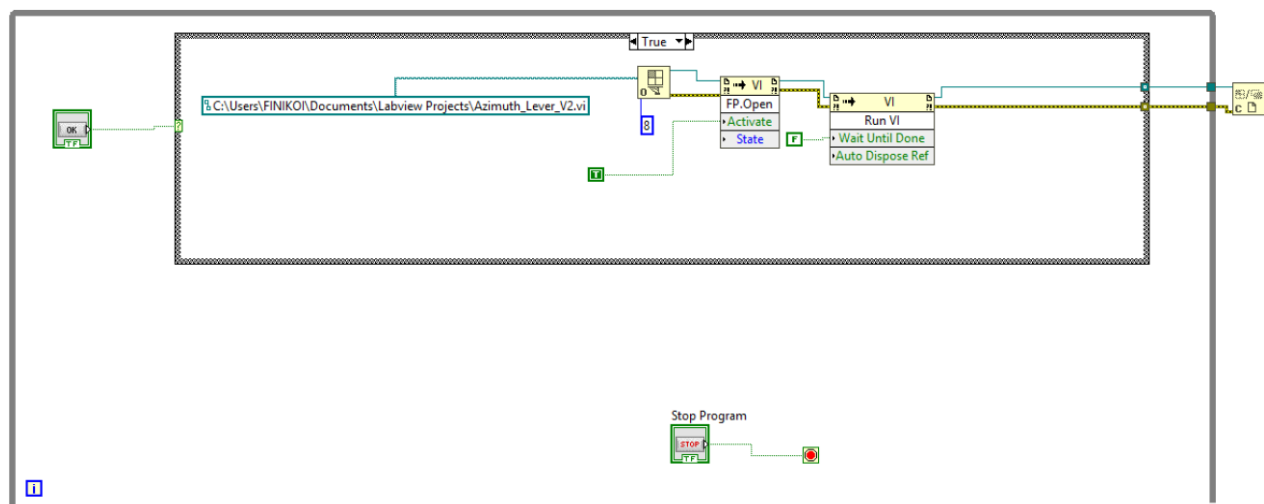 True
C:\Users\FINIKOI\Documents\Labview Projects\Azimuth_Lever_V2.vi
OK
TF
?
0
8
VI
FP.Open
Activate
State
T
VI
Run VI
F
Wait Until Done
Auto Dispose Ref
C
Stop Program
STOP
TF
i